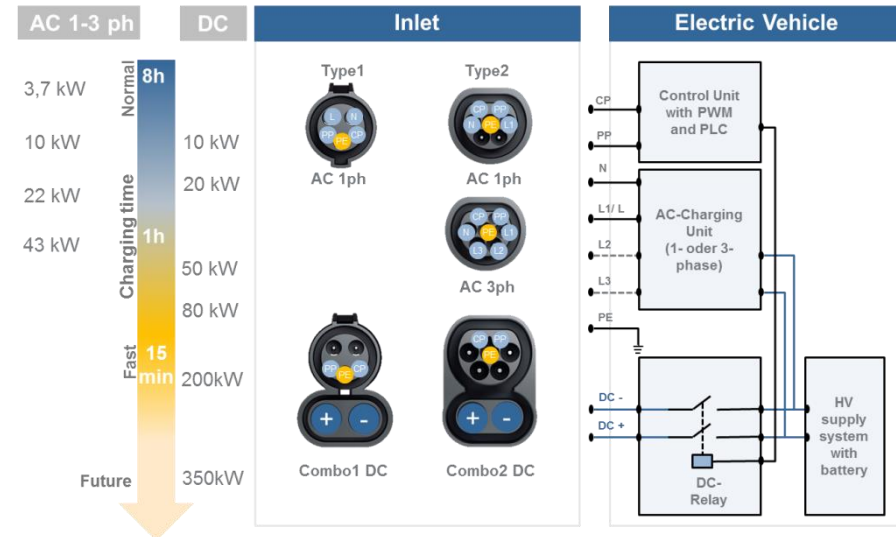 AC 1-3 ph
DC
Inlet
Electric Vehicle
Normal
Charging time
Fast
8h
1h
15
min
Future
3,7 kW
10 kW
22 kW
43 kW
10 kW
20 kW
50 kW
80 kW
200kW
350kW
Type1
L N
PP PE CP
AC 1ph
Type2
CP PP
N PE L1
AC 1ph
CP PP
N PE L1
L3 L2
AC 3ph
PP PE CP
+ -
Combo1 DC
CP PP
PE
+ -
Combo2 DC
CP
PP
N
L1/ L
L2
L3
PE
DC -
DC +
Control Unit
with PWM
and PLC
AC-Charging
Unit
(1- oder 3-
phase)
DC-
Relay
HV
supply
system
with
battery